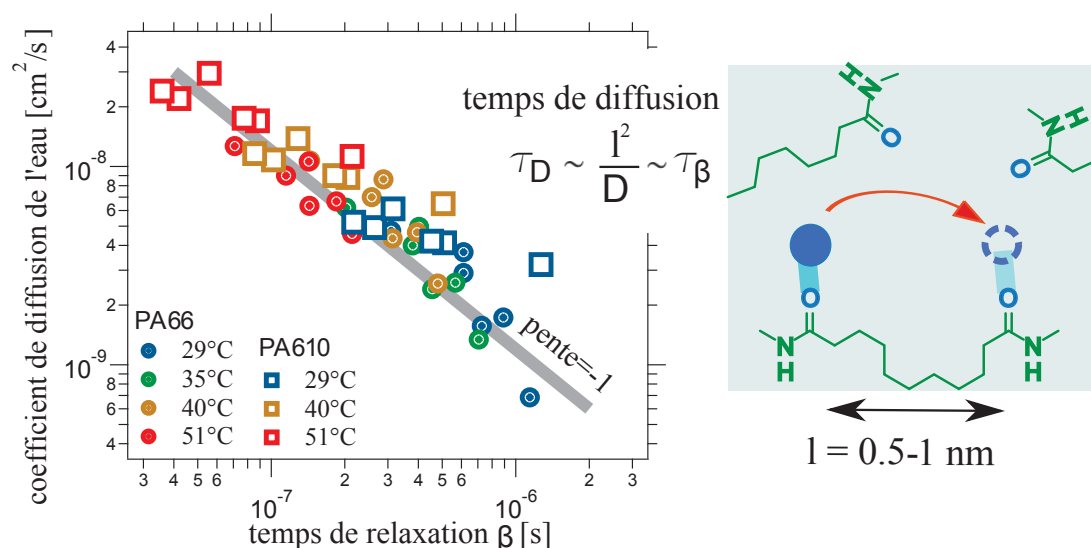 coefficient de diffusion de l'eau [cm²/s]
4
2
10⁻⁸
8
6
4
2
10⁻⁹
8
6
4
temps de diffusion
τD ~ l²/D ~ τβ
PA66
29°C
35°C
40°C
51°C
PA610
29°C
40°C
51°C
pente=-1
3 4 5 6 8 2 3 4 5 6 8 2 3
10⁻⁷ 10⁻⁶
temps de relaxation β [s]
H
N
O
N
H
O
O O
N N
H H
l = 0.5-1 nm